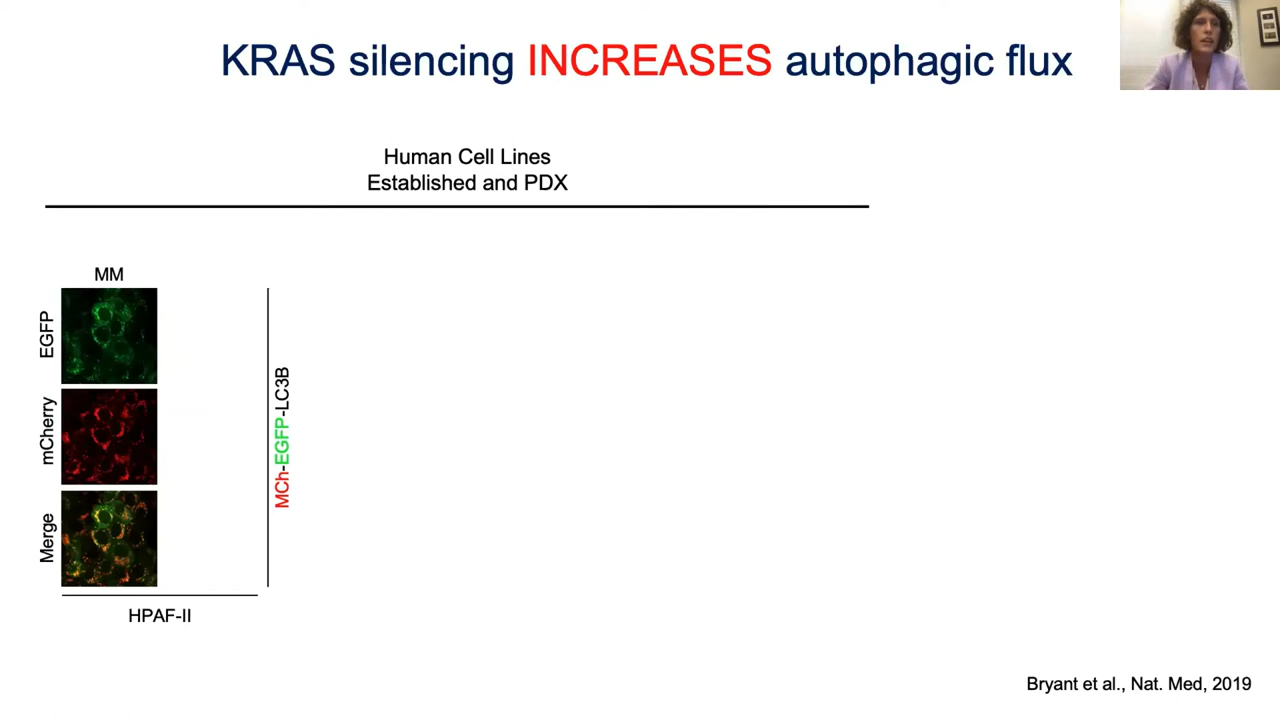 KRAS silencing INCREASES autophagic flux
Human Cell Lines
Established and PDX
MM
EGFP
mCherry
Merge
MCh-EGFP-LC3B
HPAF-II
Bryant et al., Nat. Med, 2019